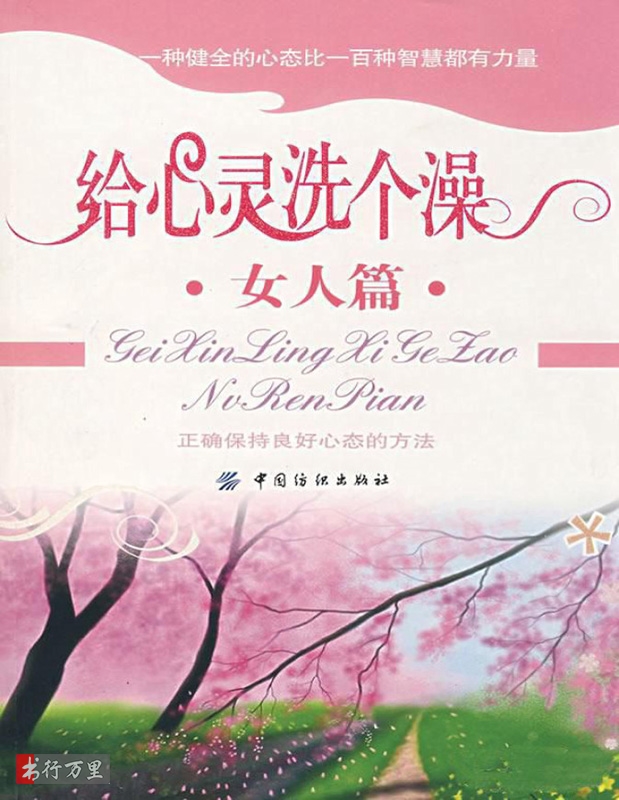 一种健全的心态比一百种智慧都有力量
给心灵洗个澡
·女人篇·
GeiXinLingXiGeZao
NvRenPian
正确保持良好心态的方法
中国纺织出版社
书行万里